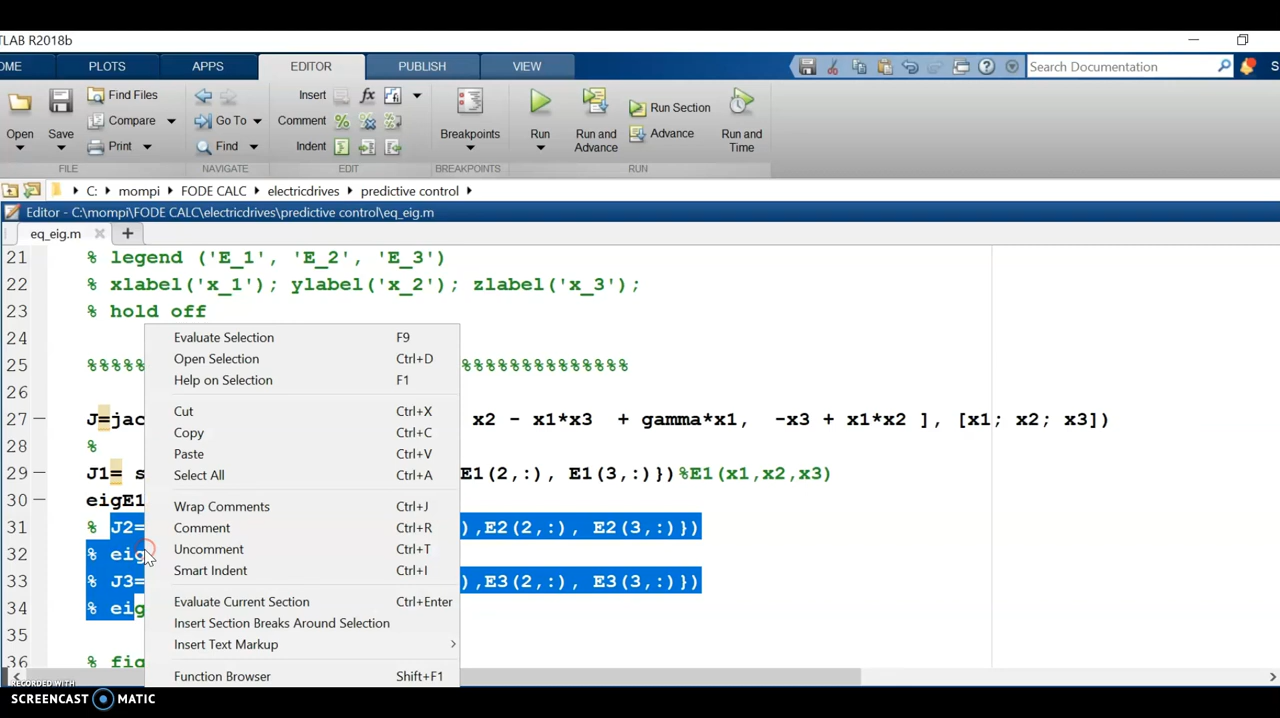 TLAB R2018b
OME PLOTS APPS EDITOR PUBLISH VIEW Search Documentation S
Open Save Find Files Compare Print FILE
Go To Find NAVIGATE
Insert fx Comment Indent EDIT
Breakpoints BREAKPOINTS
Run Run and Advance Run Section Advance Run and Time RUN
C: mompi FODE CALC electricdrives predictive control
Editor - C:\mompi\FODE CALC\electricdrives\predictive control\eq_eig.m
eq_eig.m +
21 % legend ('E_1', 'E_2', 'E_3')
22 % xlabel('x_1'); ylabel('x_2'); zlabel('x_3');
23 % hold off
24
25 %%%%% %%%%%%%%%%%%%%
26
27 J=jac x2 - x1*x3 + gamma*x1, -x3 + x1*x2 ], [x1; x2; x3])
28 %
29 J1= s E1(2,:), E1(3,:)})%E1(x1,x2,x3)
30 eigE1
31 % J2= ),E2(2,:), E2(3,:)})
32 % eig
33 % J3= ),E3(2,:), E3(3,:)})
34 % eig
35
36 % fig
Evaluate Selection F9
Open Selection Ctrl+D
Help on Selection F1
Cut Ctrl+X
Copy Ctrl+C
Paste Ctrl+V
Select All Ctrl+A
Wrap Comments Ctrl+J
Comment Ctrl+R
Uncomment Ctrl+T
Smart Indent Ctrl+I
Evaluate Current Section Ctrl+Enter
Insert Section Breaks Around Selection
Insert Text Markup
Function Browser Shift+F1
RECORDED WITH
SCREENCAST MATIC